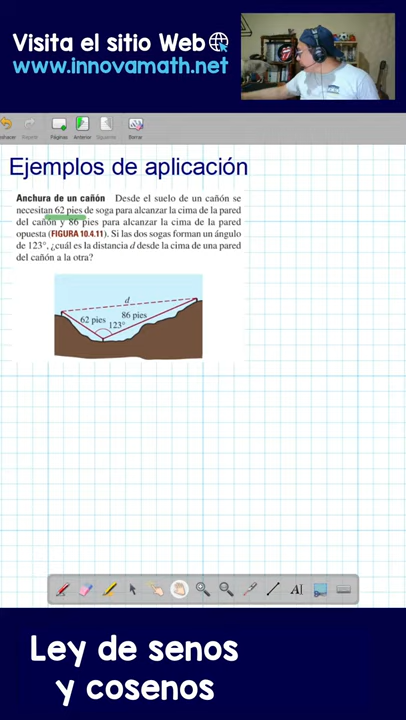 Visita el sitio Web
www.innovamath.net
Páginas
Anterior
Siguiente
Borrar
Ejemplos de aplicación
Anchura de un cañón Desde el suelo de un cañón se
necesitan 62 pies de soga para alcanzar la cima de la pared
del cañón y 86 pies para alcanzar la cima de la pared
opuesta (FIGURA 10.4.11). Si las dos sogas forman un ángulo
de 123°, ¿cuál es la distancia d desde la cima de una pared
del cañón a la otra?
d
86 pies
62 pies
123°
Ley de senos
y cosenos